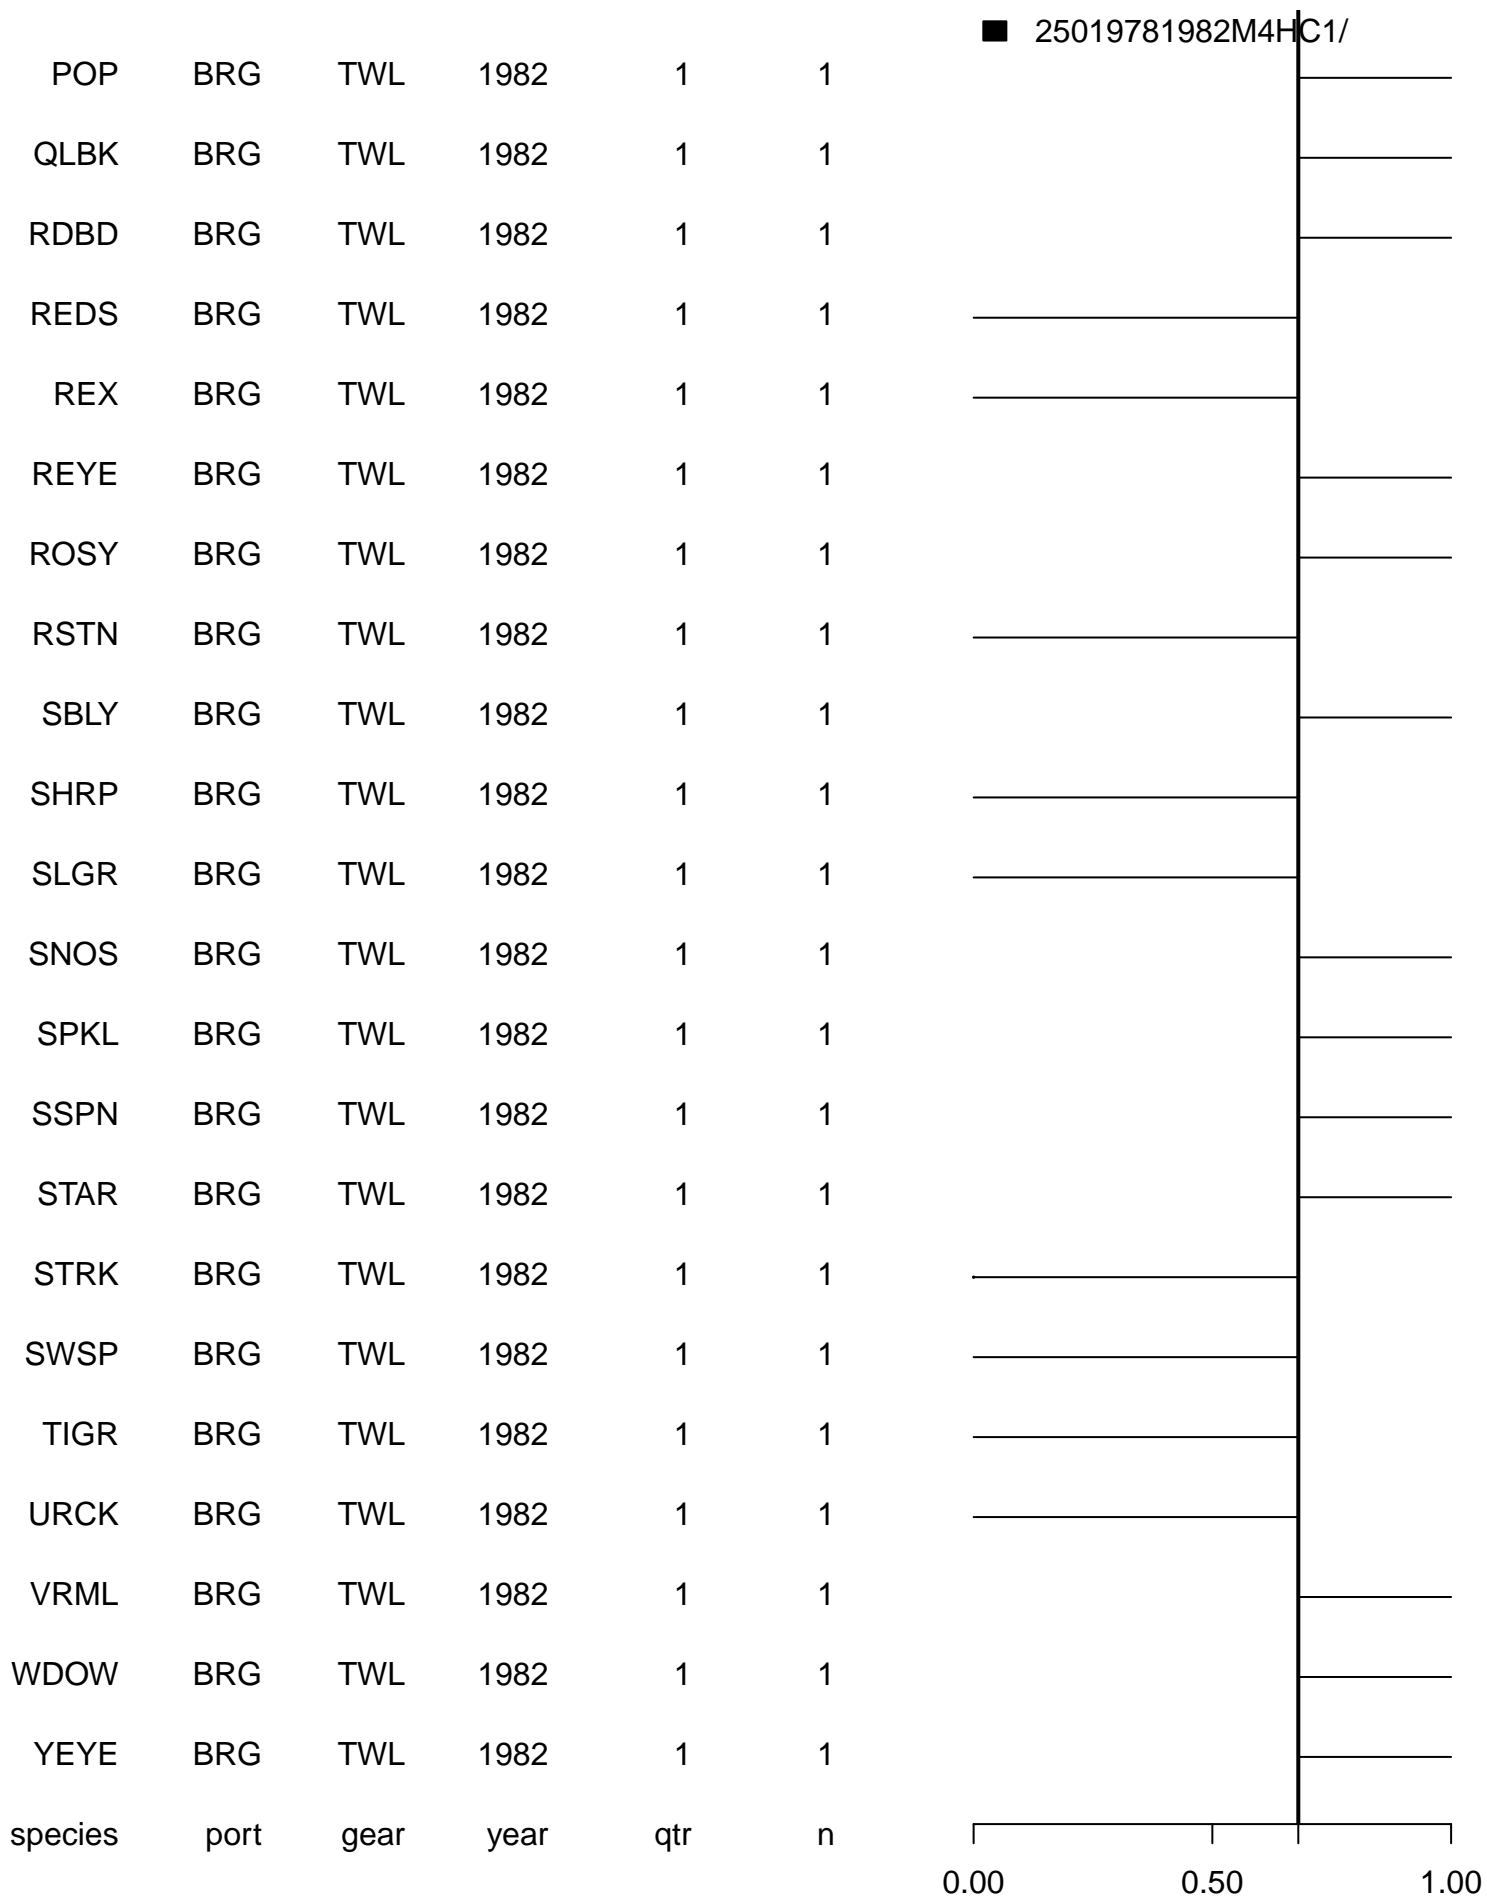 25019781982M4HC1/
POP BRG TWL 1982 1 1
QLBK BRG TWL 1982 1 1
RDBD BRG TWL 1982 1 1
REDS BRG TWL 1982 1 1
REX BRG TWL 1982 1 1
REYE BRG TWL 1982 1 1
ROSY BRG TWL 1982 1 1
RSTN BRG TWL 1982 1 1
SBLY BRG TWL 1982 1 1
SHRP BRG TWL 1982 1 1
SLGR BRG TWL 1982 1 1
SNOS BRG TWL 1982 1 1
SPKL BRG TWL 1982 1 1
SSPN BRG TWL 1982 1 1
STAR BRG TWL 1982 1 1
STRK BRG TWL 1982 1 1
SWSP BRG TWL 1982 1 1
TIGR BRG TWL 1982 1 1
URCK BRG TWL 1982 1 1
VRML BRG TWL 1982 1 1
WDOW BRG TWL 1982 1 1
YEYE BRG TWL 1982 1 1
species port gear year qtr n
0.00 0.50 1.00